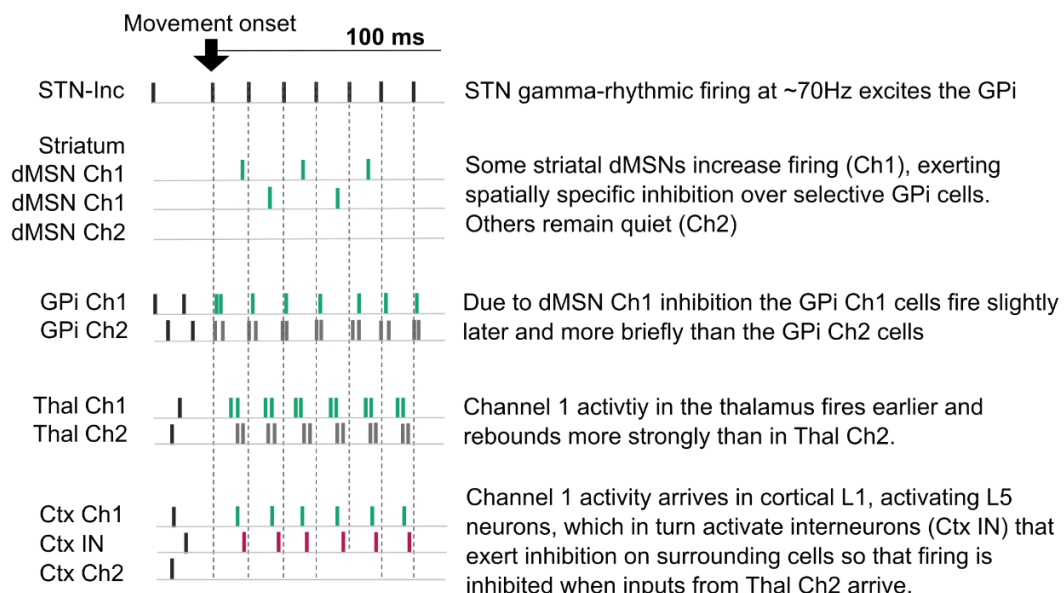 Movement onset
100 ms
STN-Inc
STN gamma-rhythmic firing at ~70Hz excites the GPi
Striatum
dMSN Ch1
dMSN Ch1
dMSN Ch2
Some striatal dMSNs increase firing (Ch1), exerting
spatially specific inhibition over selective GPi cells.
Others remain quiet (Ch2)
GPi Ch1
GPi Ch2
Due to dMSN Ch1 inhibition the GPi Ch1 cells fire slightly
later and more briefly than the GPi Ch2 cells
Thal Ch1
Thal Ch2
Channel 1 activtiy in the thalamus fires earlier and
rebounds more strongly than in Thal Ch2.
Ctx Ch1
Ctx IN
Ctx Ch2
Channel 1 activity arrives in cortical L1, activating L5
neurons, which in turn activate interneurons (Ctx IN) that
exert inhibition on surrounding cells so that firing is
inhibited when inputs from Thal Ch2 arrive.